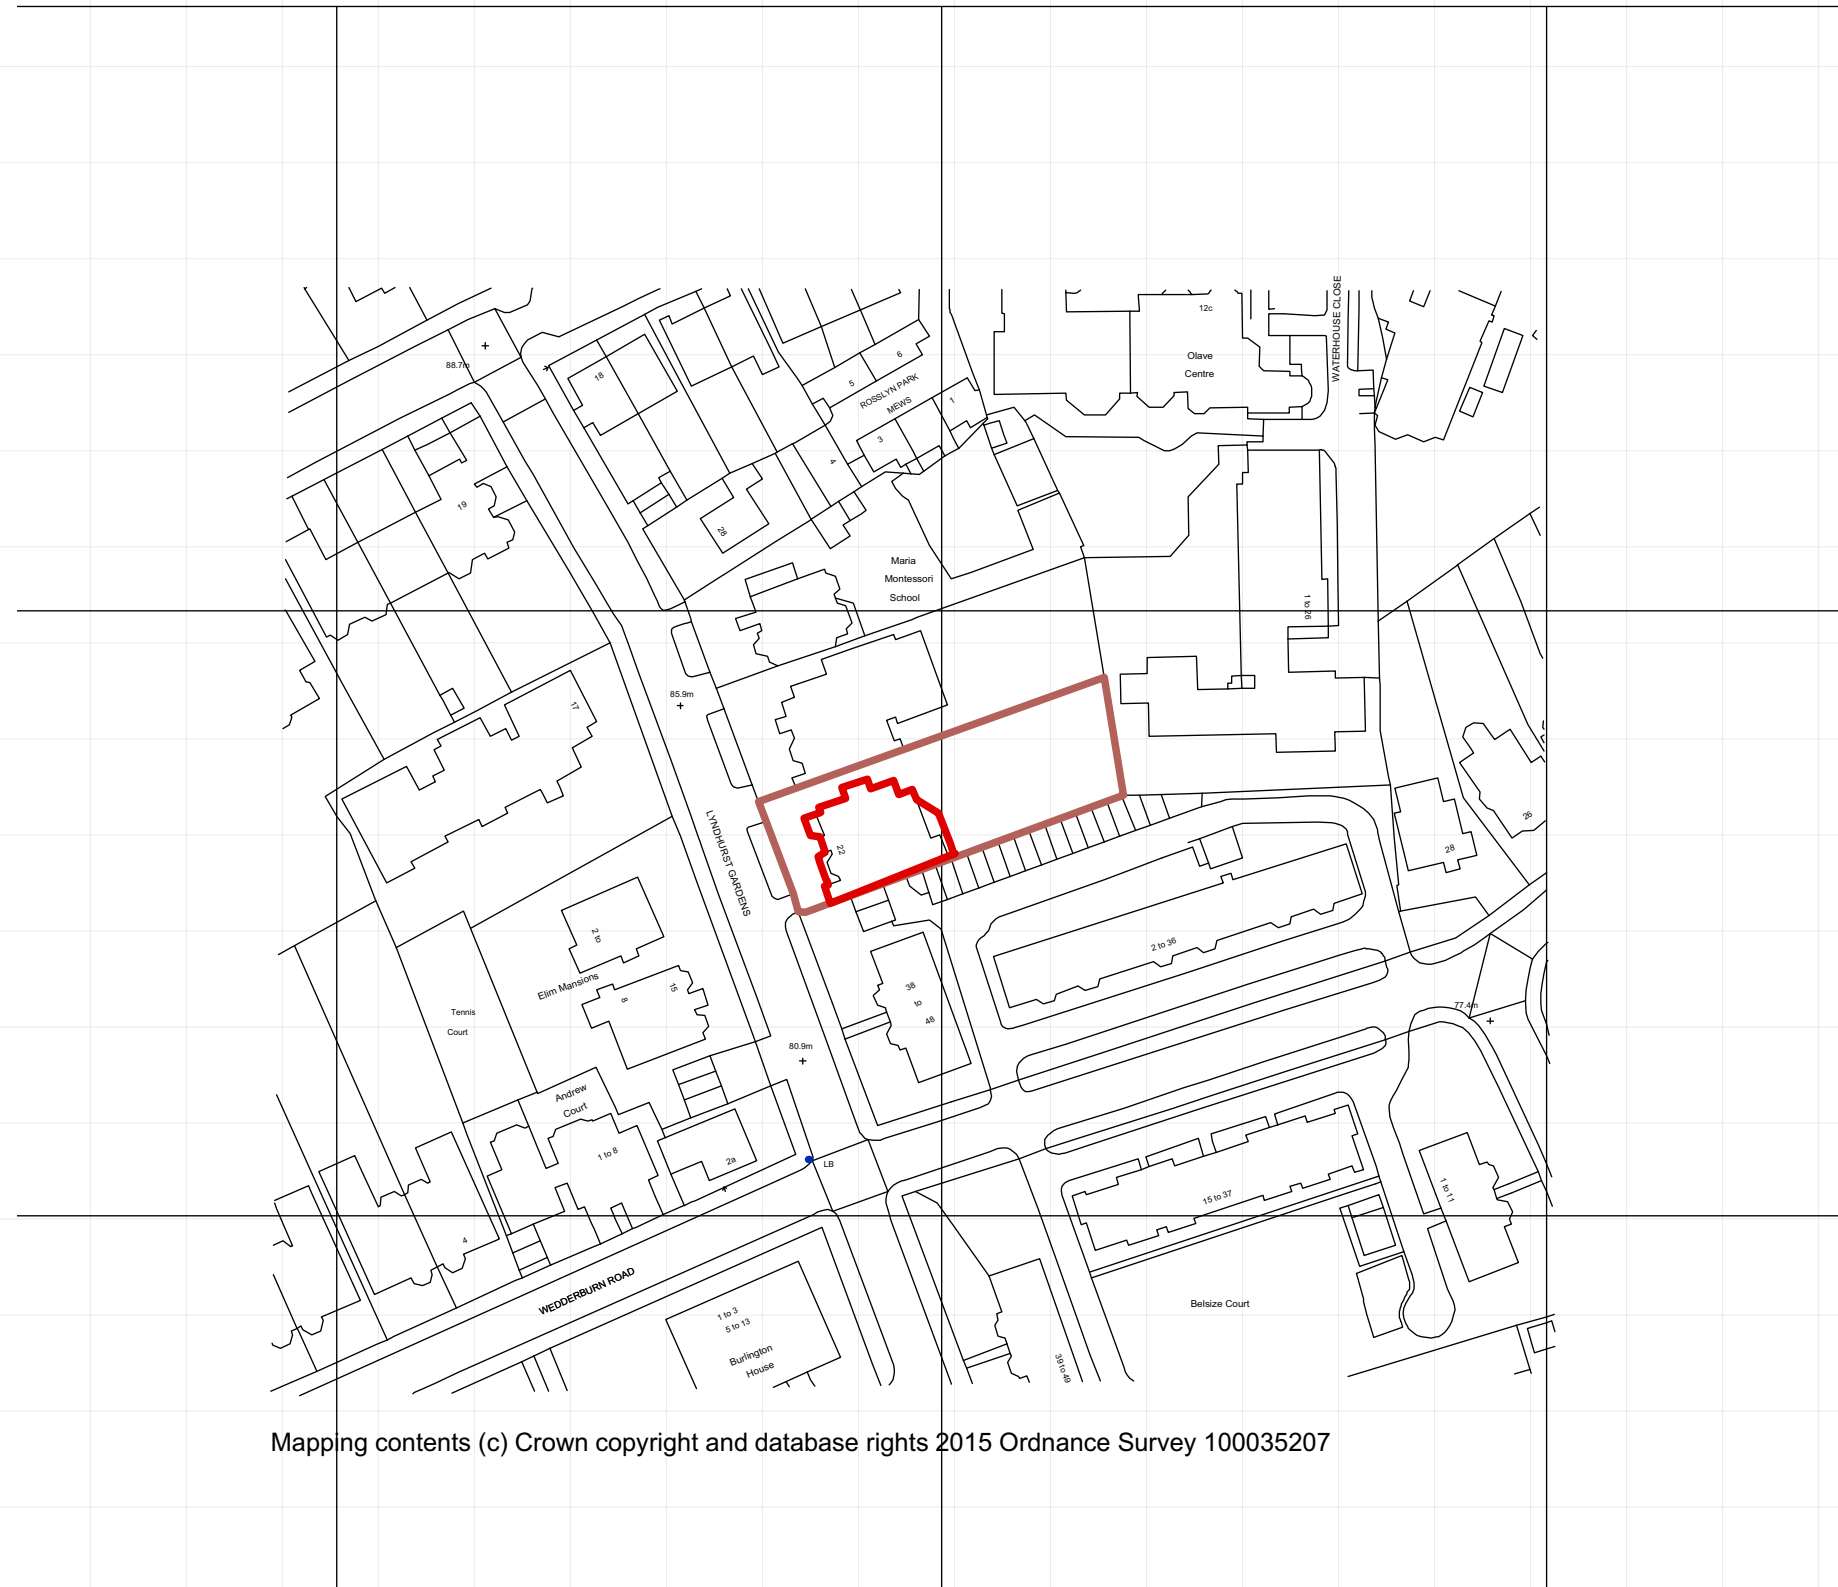 12c
WATERHOUSE CLOSE
88.7m
18
6
Olave
Centre
5
ROSSLYN PARK
MEWS
1
3
4
19
28
Maria
Montessori
School
1 to 26
85.9m
17
LYNDHURST GARDENS
22
26
28
2 to
2 to 36
Elim Mansions
8
15
38
to
48
Tennis
Court
77.4m
80.9m
Andrew
Court
1 to 8
2a
LB
15 to 37
1 to 11
4
WEDDERBURN ROAD
Belsize Court
1 to 3
5 to 13
Burlington
House
39 to 49
Mapping contents (c) Crown copyright and database rights 2015 Ordnance Survey 100035207